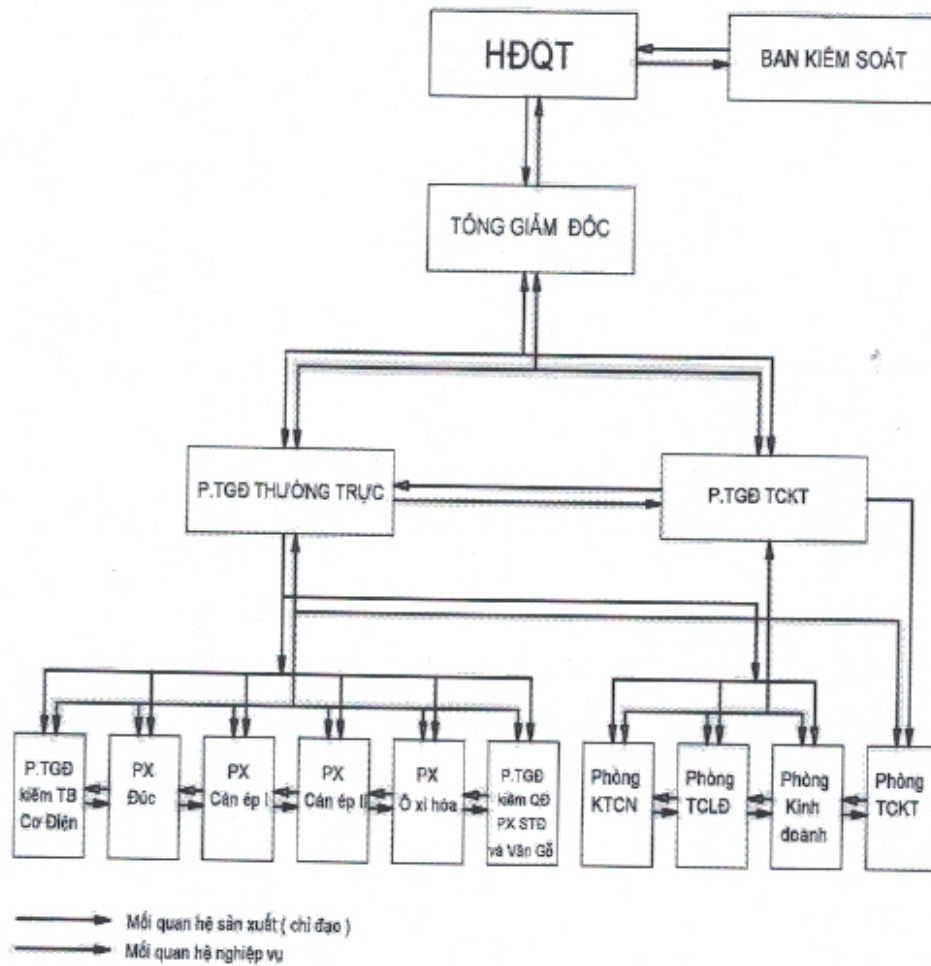 HĐQT
BAN KIỂM SOÁT
TỔNG GIÁM ĐỐC
P.TGĐ THƯỜNG TRỰC
P.TGĐ TCKT
P.TGĐ
kiêm TB
Cơ Điện
PX
Đúc
PX
Cán ép I
PX
Cán ép II
PX
Ô xi hóa
P.TGĐ
kiêm QĐ
PX STĐ
và Vân Gỗ
Phòng
KTCN
Phòng
TCLĐ
Phòng
Kinh
doanh
Phòng
TCKT
Mối quan hệ sản xuất ( chỉ đạo )
Mối quan hệ nghiệp vụ